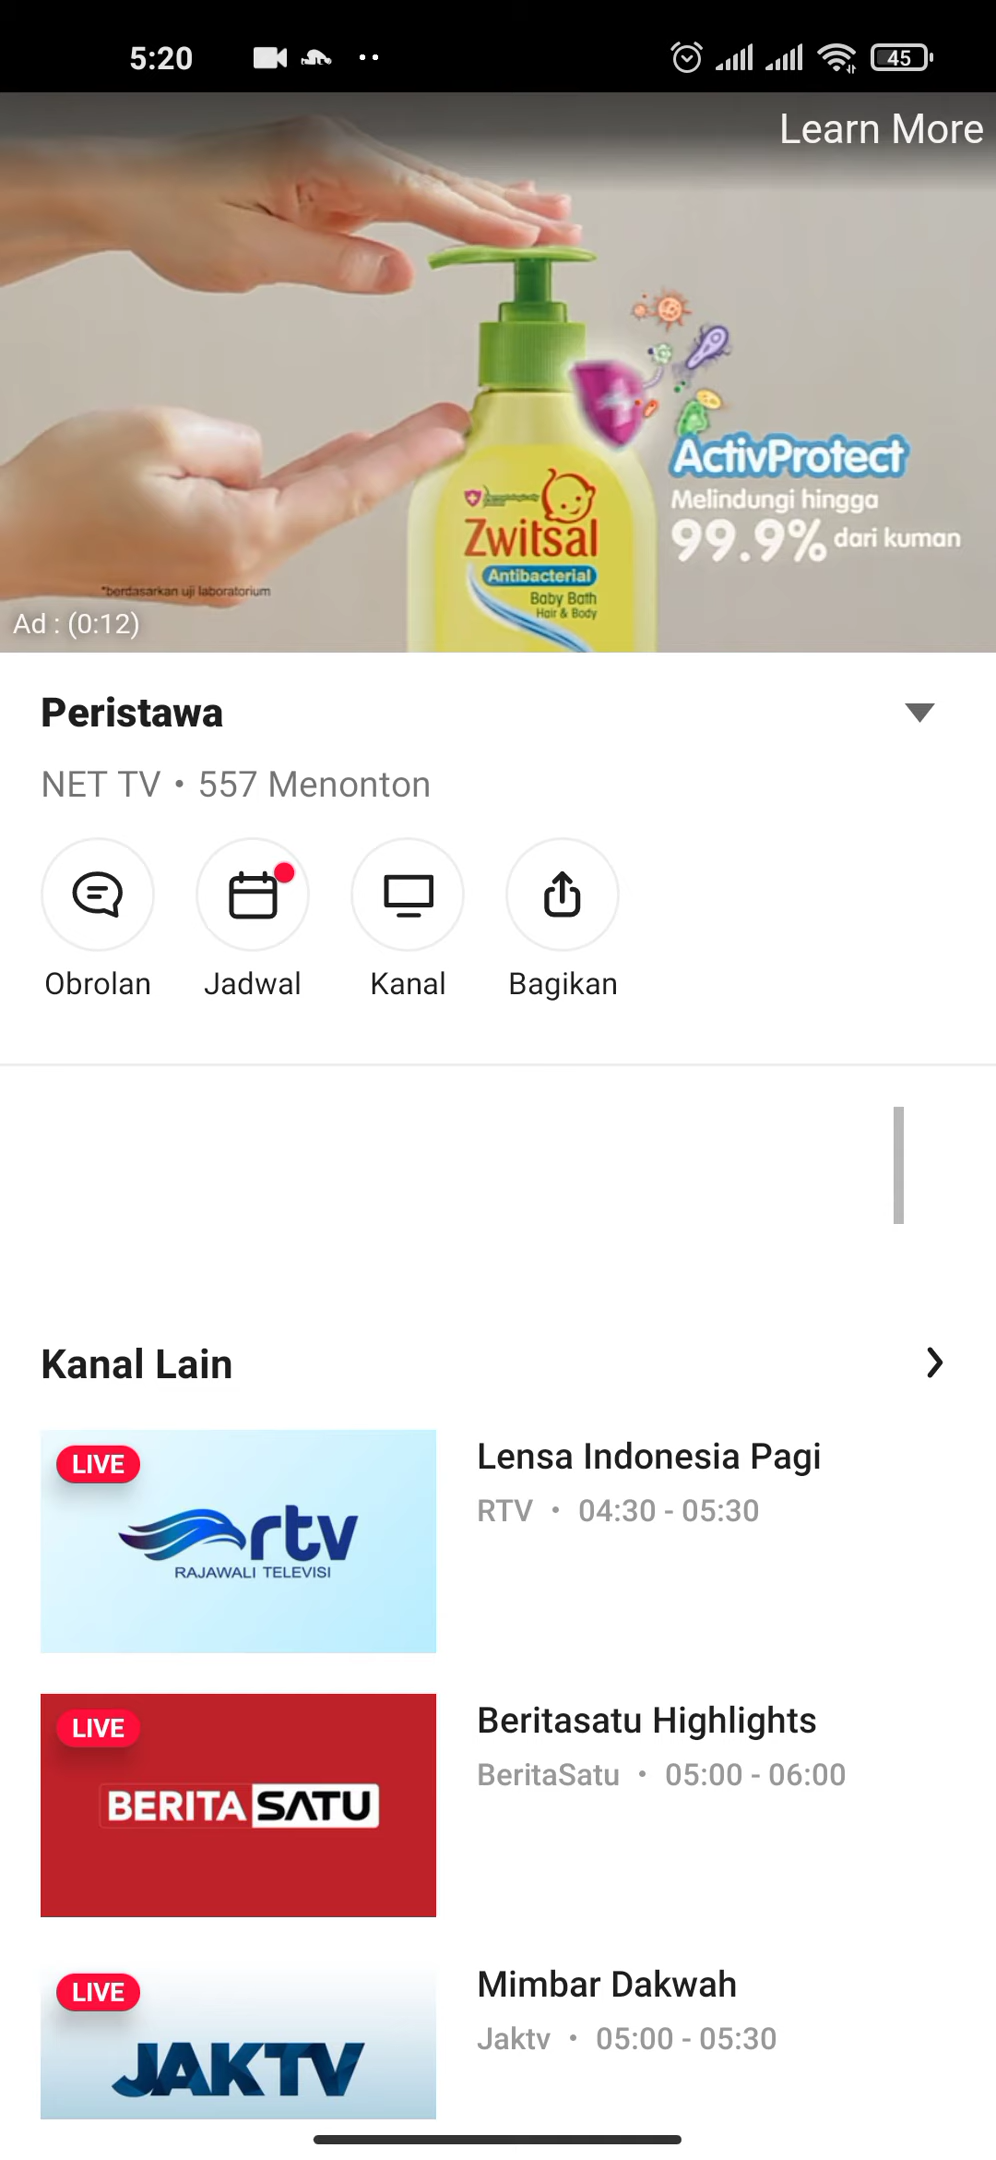 5:20
45
Learn More
ActivProtect
Melindungi hingga
99.9% dari kuman
Zwitsal
Antibacterial
Baby Bath
Hair & Body
*berdasarkan uji laboratorium
Ad : (0:12)
Peristawa
NET TV • 557 Menonton
Obrolan
Jadwal
Kanal
Bagikan
Kanal Lain
LIVE
rtv
RAJAWALI TELEVISI
Lensa Indonesia Pagi
RTV • 04:30 - 05:30
LIVE
BERITA SATU
Beritasatu Highlights
BeritaSatu • 05:00 - 06:00
LIVE
JAKTV
Mimbar Dakwah
Jaktv • 05:00 - 05:30